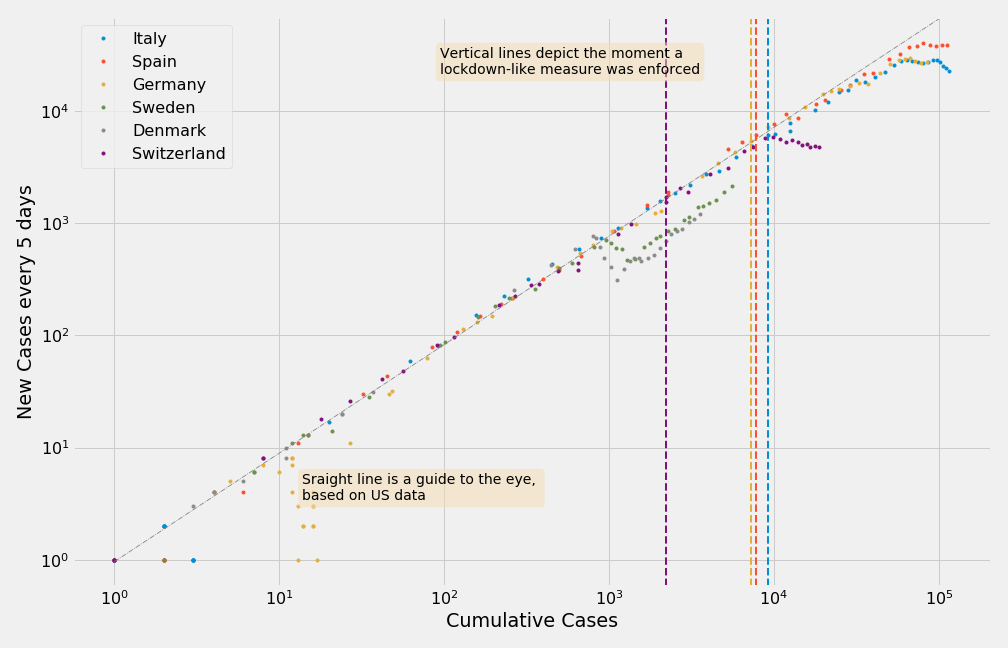 Italy
Spain
Germany
Sweden
Denmark
Switzerland
Vertical lines depict the moment a
lockdown-like measure was enforced
Sraight line is a guide to the eye,
based on US data
New Cases every 5 days
10⁴
10³
10²
10¹
10⁰
10⁰ 10¹ 10² 10³ 10⁴ 10⁵
Cumulative Cases